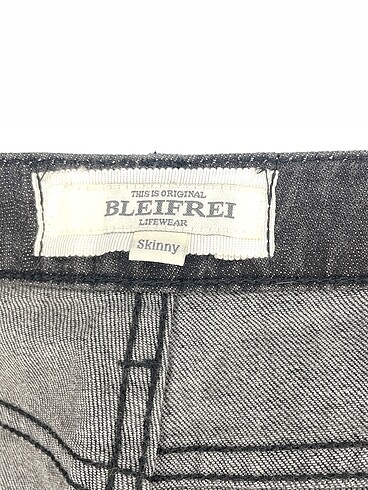 THIS IS ORIGINAL
BLEIFREI
LIFEWEAR
Skinny